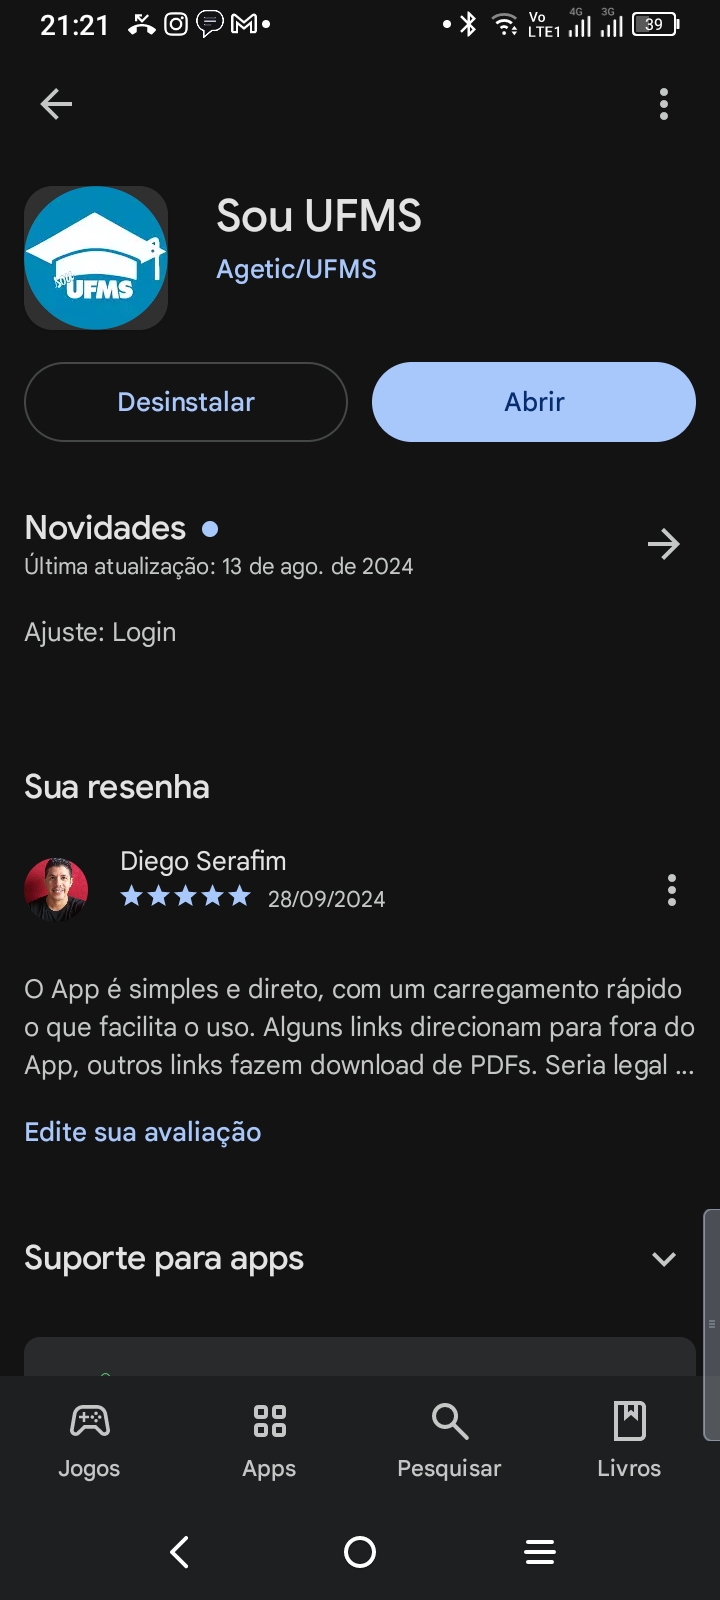 21:21
Vo LTE1 4G 3G 39
Sou UFMS
Agetic/UFMS
SOU
UFMS
Desinstalar
Abrir
Novidades
Última atualização: 13 de ago. de 2024
Ajuste: Login
Sua resenha
Diego Serafim
28/09/2024
O App é simples e direto, com um carregamento rápido
o que facilita o uso. Alguns links direcionam para fora do
App, outros links fazem download de PDFs. Seria legal ...
Edite sua avaliação
Suporte para apps
Jogos
Apps
Pesquisar
Livros